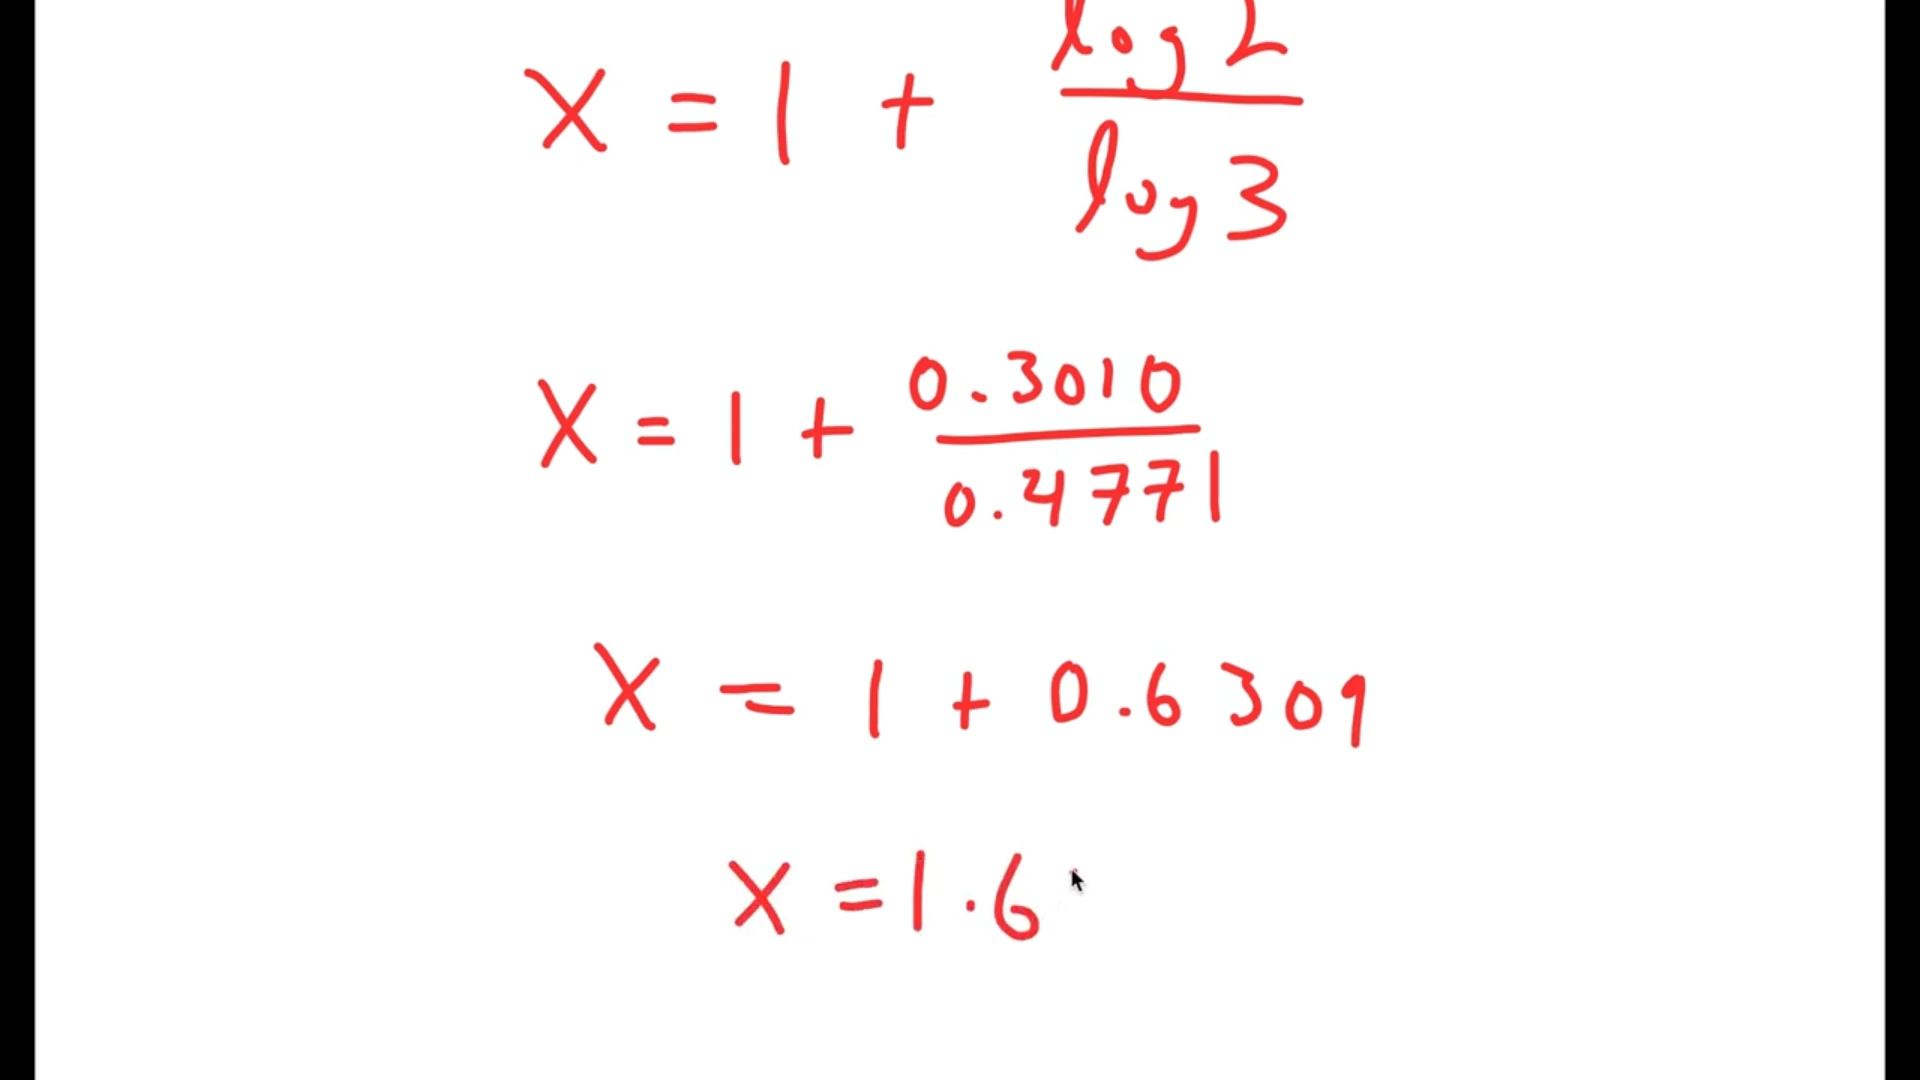 x = 1 + log 2 / log 3
x = 1 + 0.3010 / 0.4771
x = 1 + 0.6309
x = 1.6